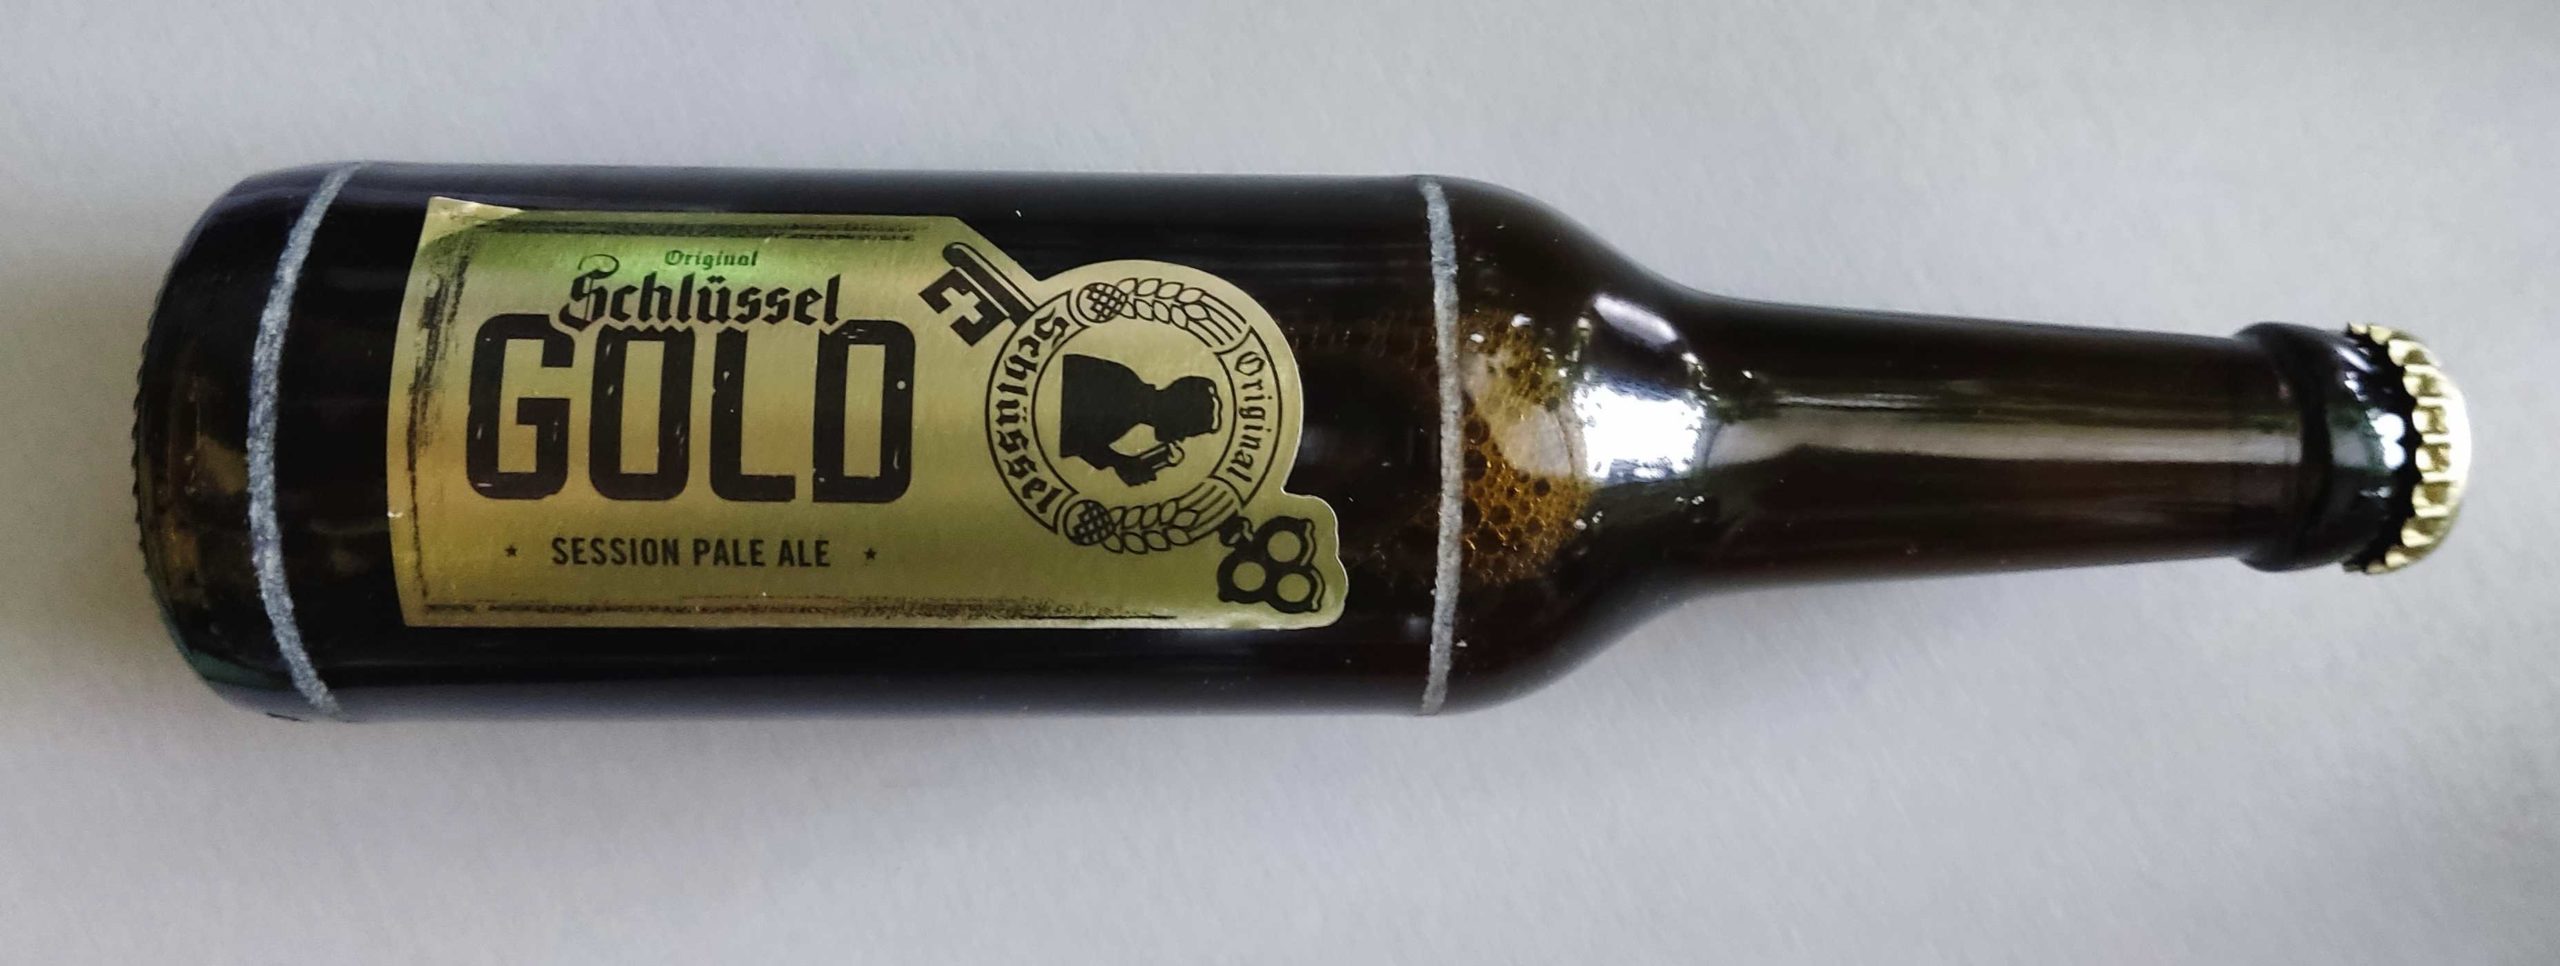 Original
Schlüssel
GOLD
SESSION PALE ALE
Original
Schlüssel